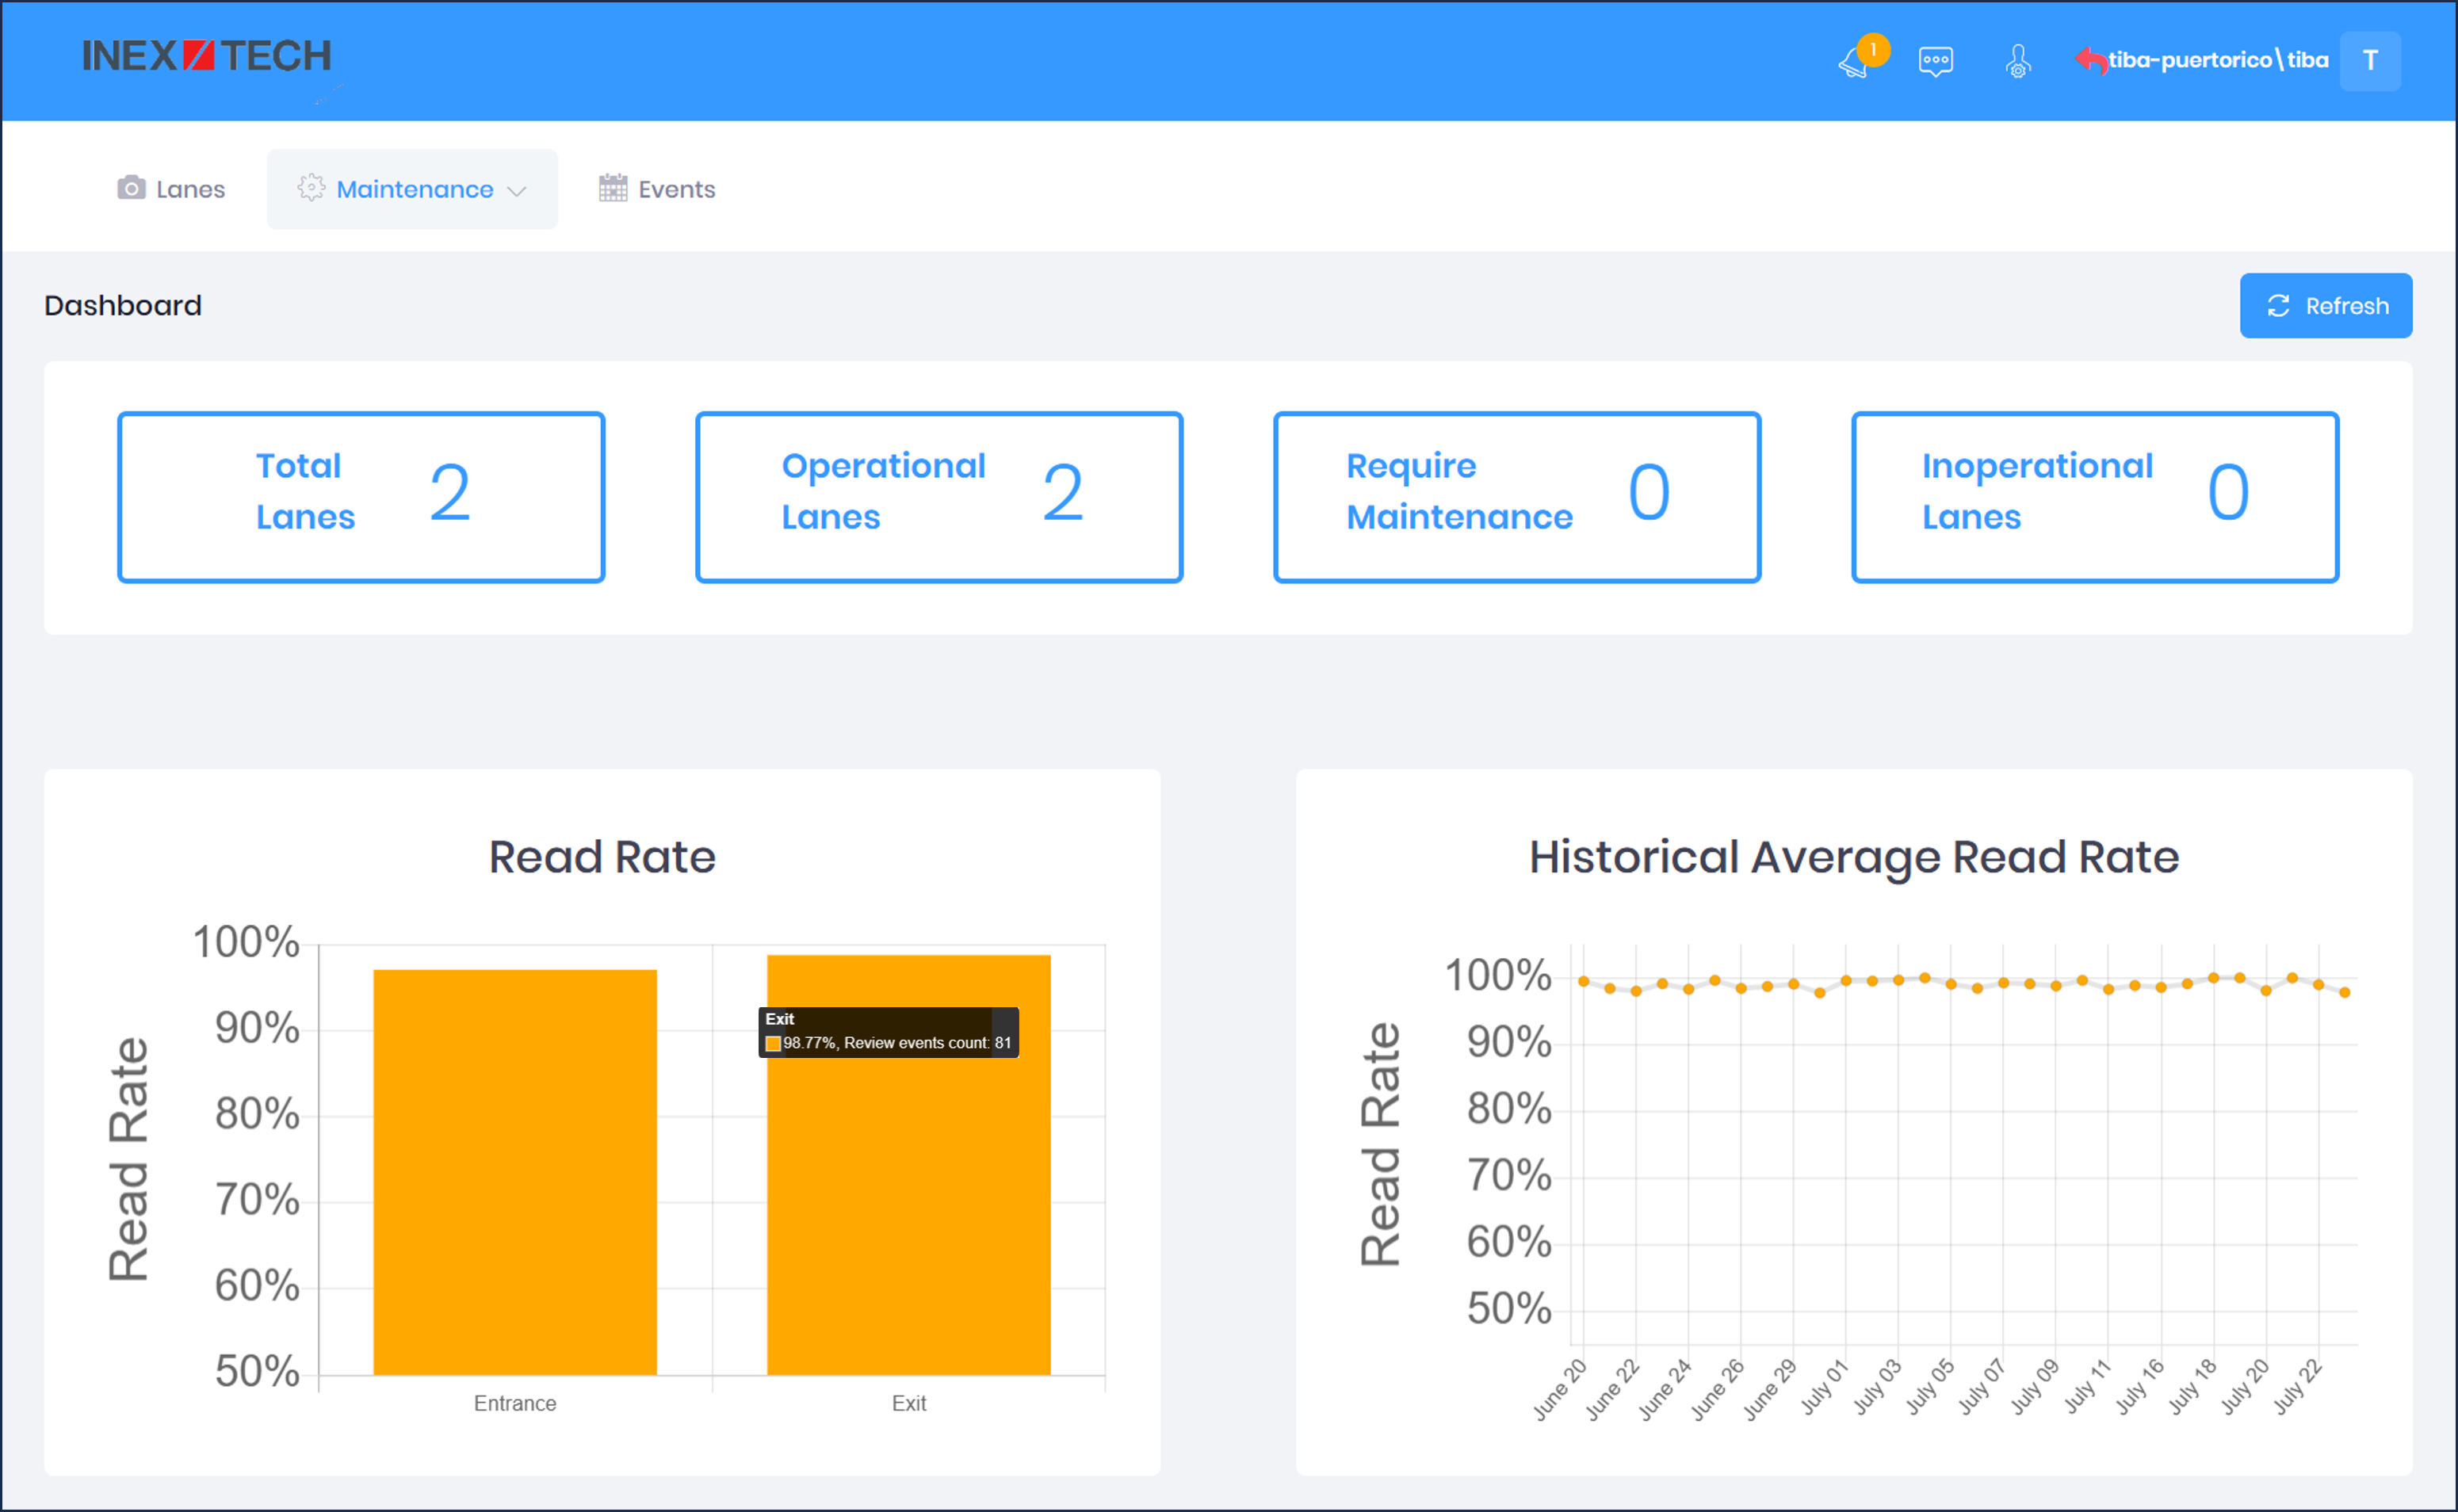 INEX TECH
1
tiba-puertorico\tiba
T
Lanes
Maintenance
Events
Dashboard
Refresh
Total
Lanes
2
Operational
Lanes
2
Require
Maintenance
0
Inoperational
Lanes
0
Read Rate
100%
90%
80%
70%
60%
50%
Read Rate
Exit
98.77%, Review events count: 81
Entrance
Exit
Historical Average Read Rate
100%
90%
80%
70%
60%
50%
Read Rate
June 20
June 22
June 24
June 26
June 29
July 01
July 03
July 05
July 07
July 09
July 11
July 16
July 18
July 20
July 22